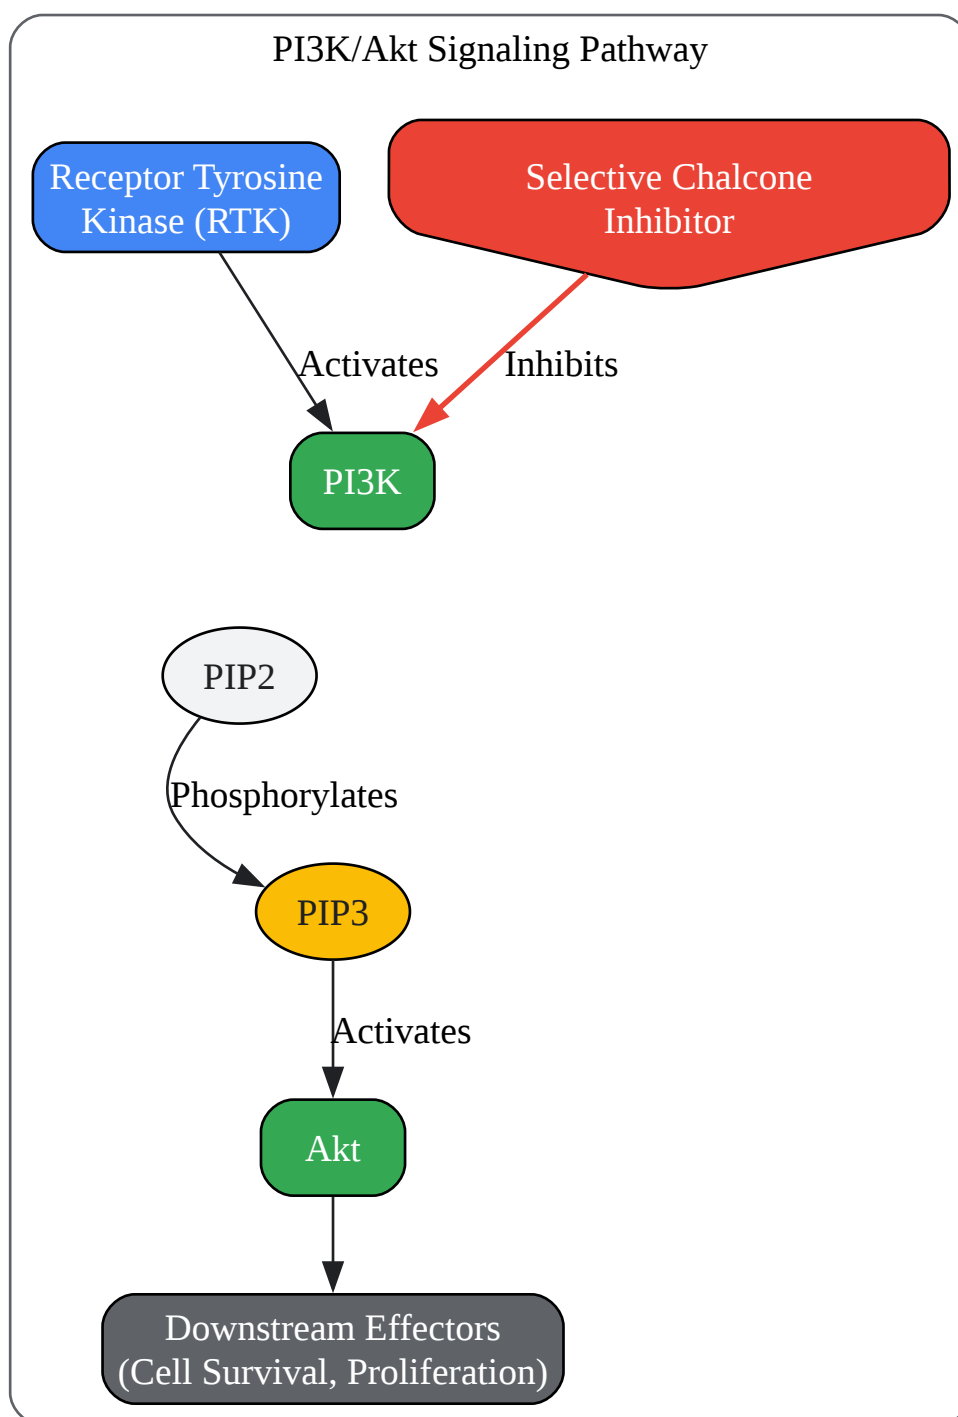 PI3K/Akt Signaling Pathway
Receptor Tyrosine
Kinase (RTK)
Selective Chalcone
Inhibitor
Activates
Inhibits
PI3K
PIP2
Phosphorylates
PIP3
Activates
Akt
Downstream Effectors
(Cell Survival, Proliferation)